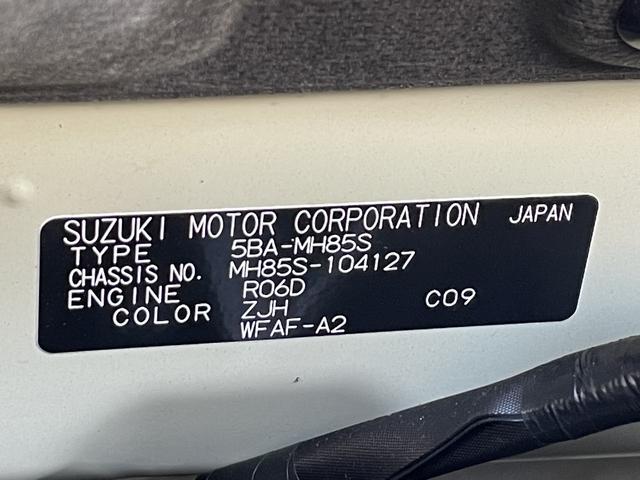 SUZUKI MOTOR CORPORATION JAPAN
TYPE 5BA-MH85S
CHASSIS NO. MH85S-104127
ENGINE R06D
COLOR ZJH C09
WFAF-A2